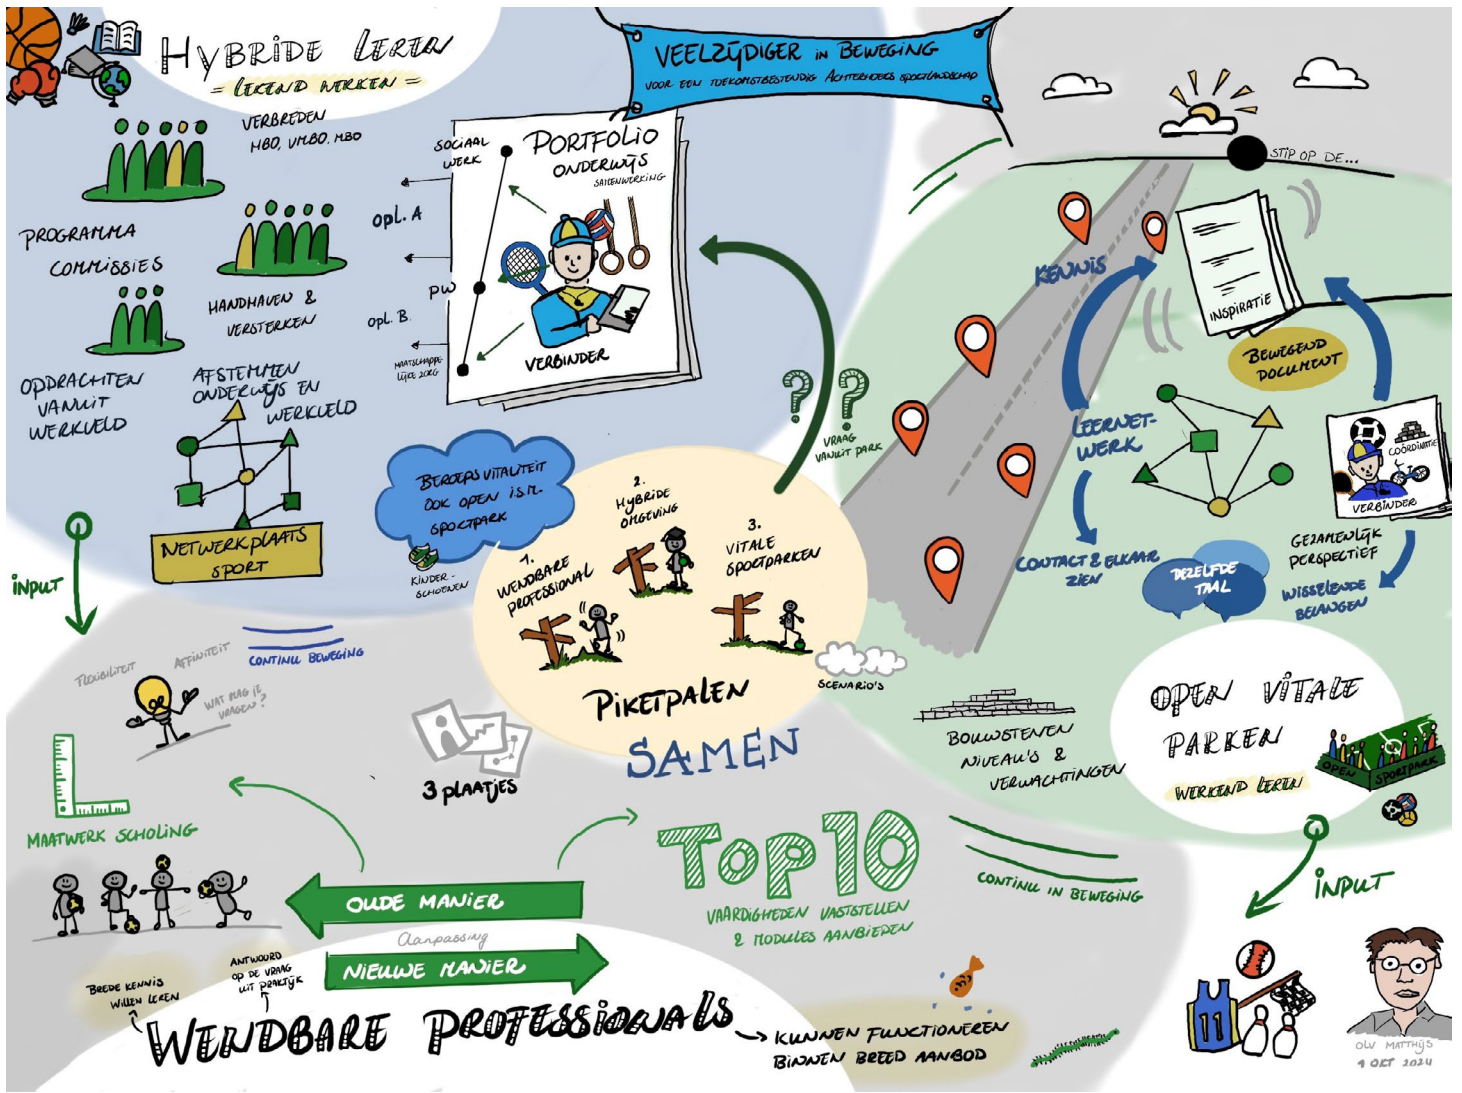 HYBRIDE LEREN
= LEREND WERKEN =
VERBREDEN
HBO, VMBO, MBO
PROGRAMMA
COMMISSIES
HANDHAVEN &
VERSTERKEN
OPDRACHTEN
VANUIT
WERKVELD
AFSTEMMEN
ONDERWIJS EN
WERKVELD
NETWERKPLAATS
SPORT
INPUT
VEELZIJDIGER IN BEWEGING
VOOR EEN TOEKOMSTBESTENDIG ACHTERHOEKS SPORTLANDSCHAP
PORTFOLIO
ONDERWIJS
SAMENWERKING
SOCIAAL
WERK
opl. A
pw
opl. B.
MAATSCHAPPE
LIJKE ZORG
VERBINDER
BEROEPSVITALITEIT
OOK OPEN I.S.M.
SPORTPARK
KINDER-
SCHOENEN
? ?
VRAAG
VANUIT PARK
1.
WENDBARE
PROFESSIONAL
2.
HYBRIDE
OMGEVING
3.
VITALE
SPORTPARKEN
PIKETPALEN
SAMEN
SCENARIO'S
STIP OP DE...
KENNIS
INSPIRATIE
BEWEGEND
DOCUMENT
LEERNET-
WERK
COÖRDINATIE
VERBINDER
CONTACT & ELKAAR
ZIEN
DEZELFDE
TAAL
GEZAMENLIJK
PERSPECTIEF
WISSELENDE
BELANGEN
OPEN VITALE
PARKEN
WERKEND LEREN
OPEN SPORTPARK
INPUT
BOUWSTENEN
NIVEAU'S &
VERWACHTINGEN
CONTINU IN BEWEGING
CONTINU BEWEGING
FLEXIBILITEIT
AFFINITEIT
WAT MAG JE
VRAGEN?
MAATWERK SCHOLING
3 PLAATJES
TOP 10
VAARDIGHEDEN VASTSTELLEN
& MODULES AANBIEDEN
OUDE MANIER
Aanpassing
NIEUWE MANIER
BREDE KENNIS
WILLEN LEREN
ANTWOORD
OP DE VRAAG
UIT PRAKTIJK
WENDBARE PROFESSIONALS
KUNNEN FUNCTIONEREN
BINNEN BREED AANBOD
11
OLV MATTHIJS
9 OKT 2024